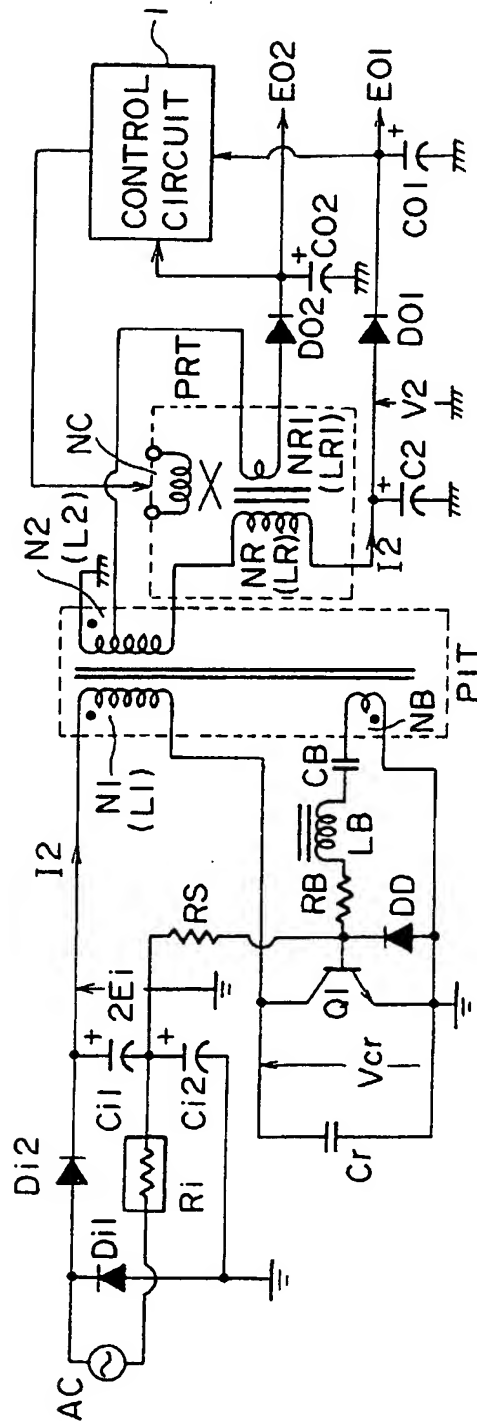 AC
Di1
Di2
Ri
Ci1
Ci2
2Ei
I2
RS
Cr
Vcr
Q1
DD
RB
LB
CB
NB
PIT
N1
(L1)
N2
(L2)
NC
PRT
NR
(LR)
NR1
(LR1)
I2
C2
V2
DO1
DO2
CO2
CO1
CONTROL
CIRCUIT
1
EO2
EO1
+
+
+
+
+